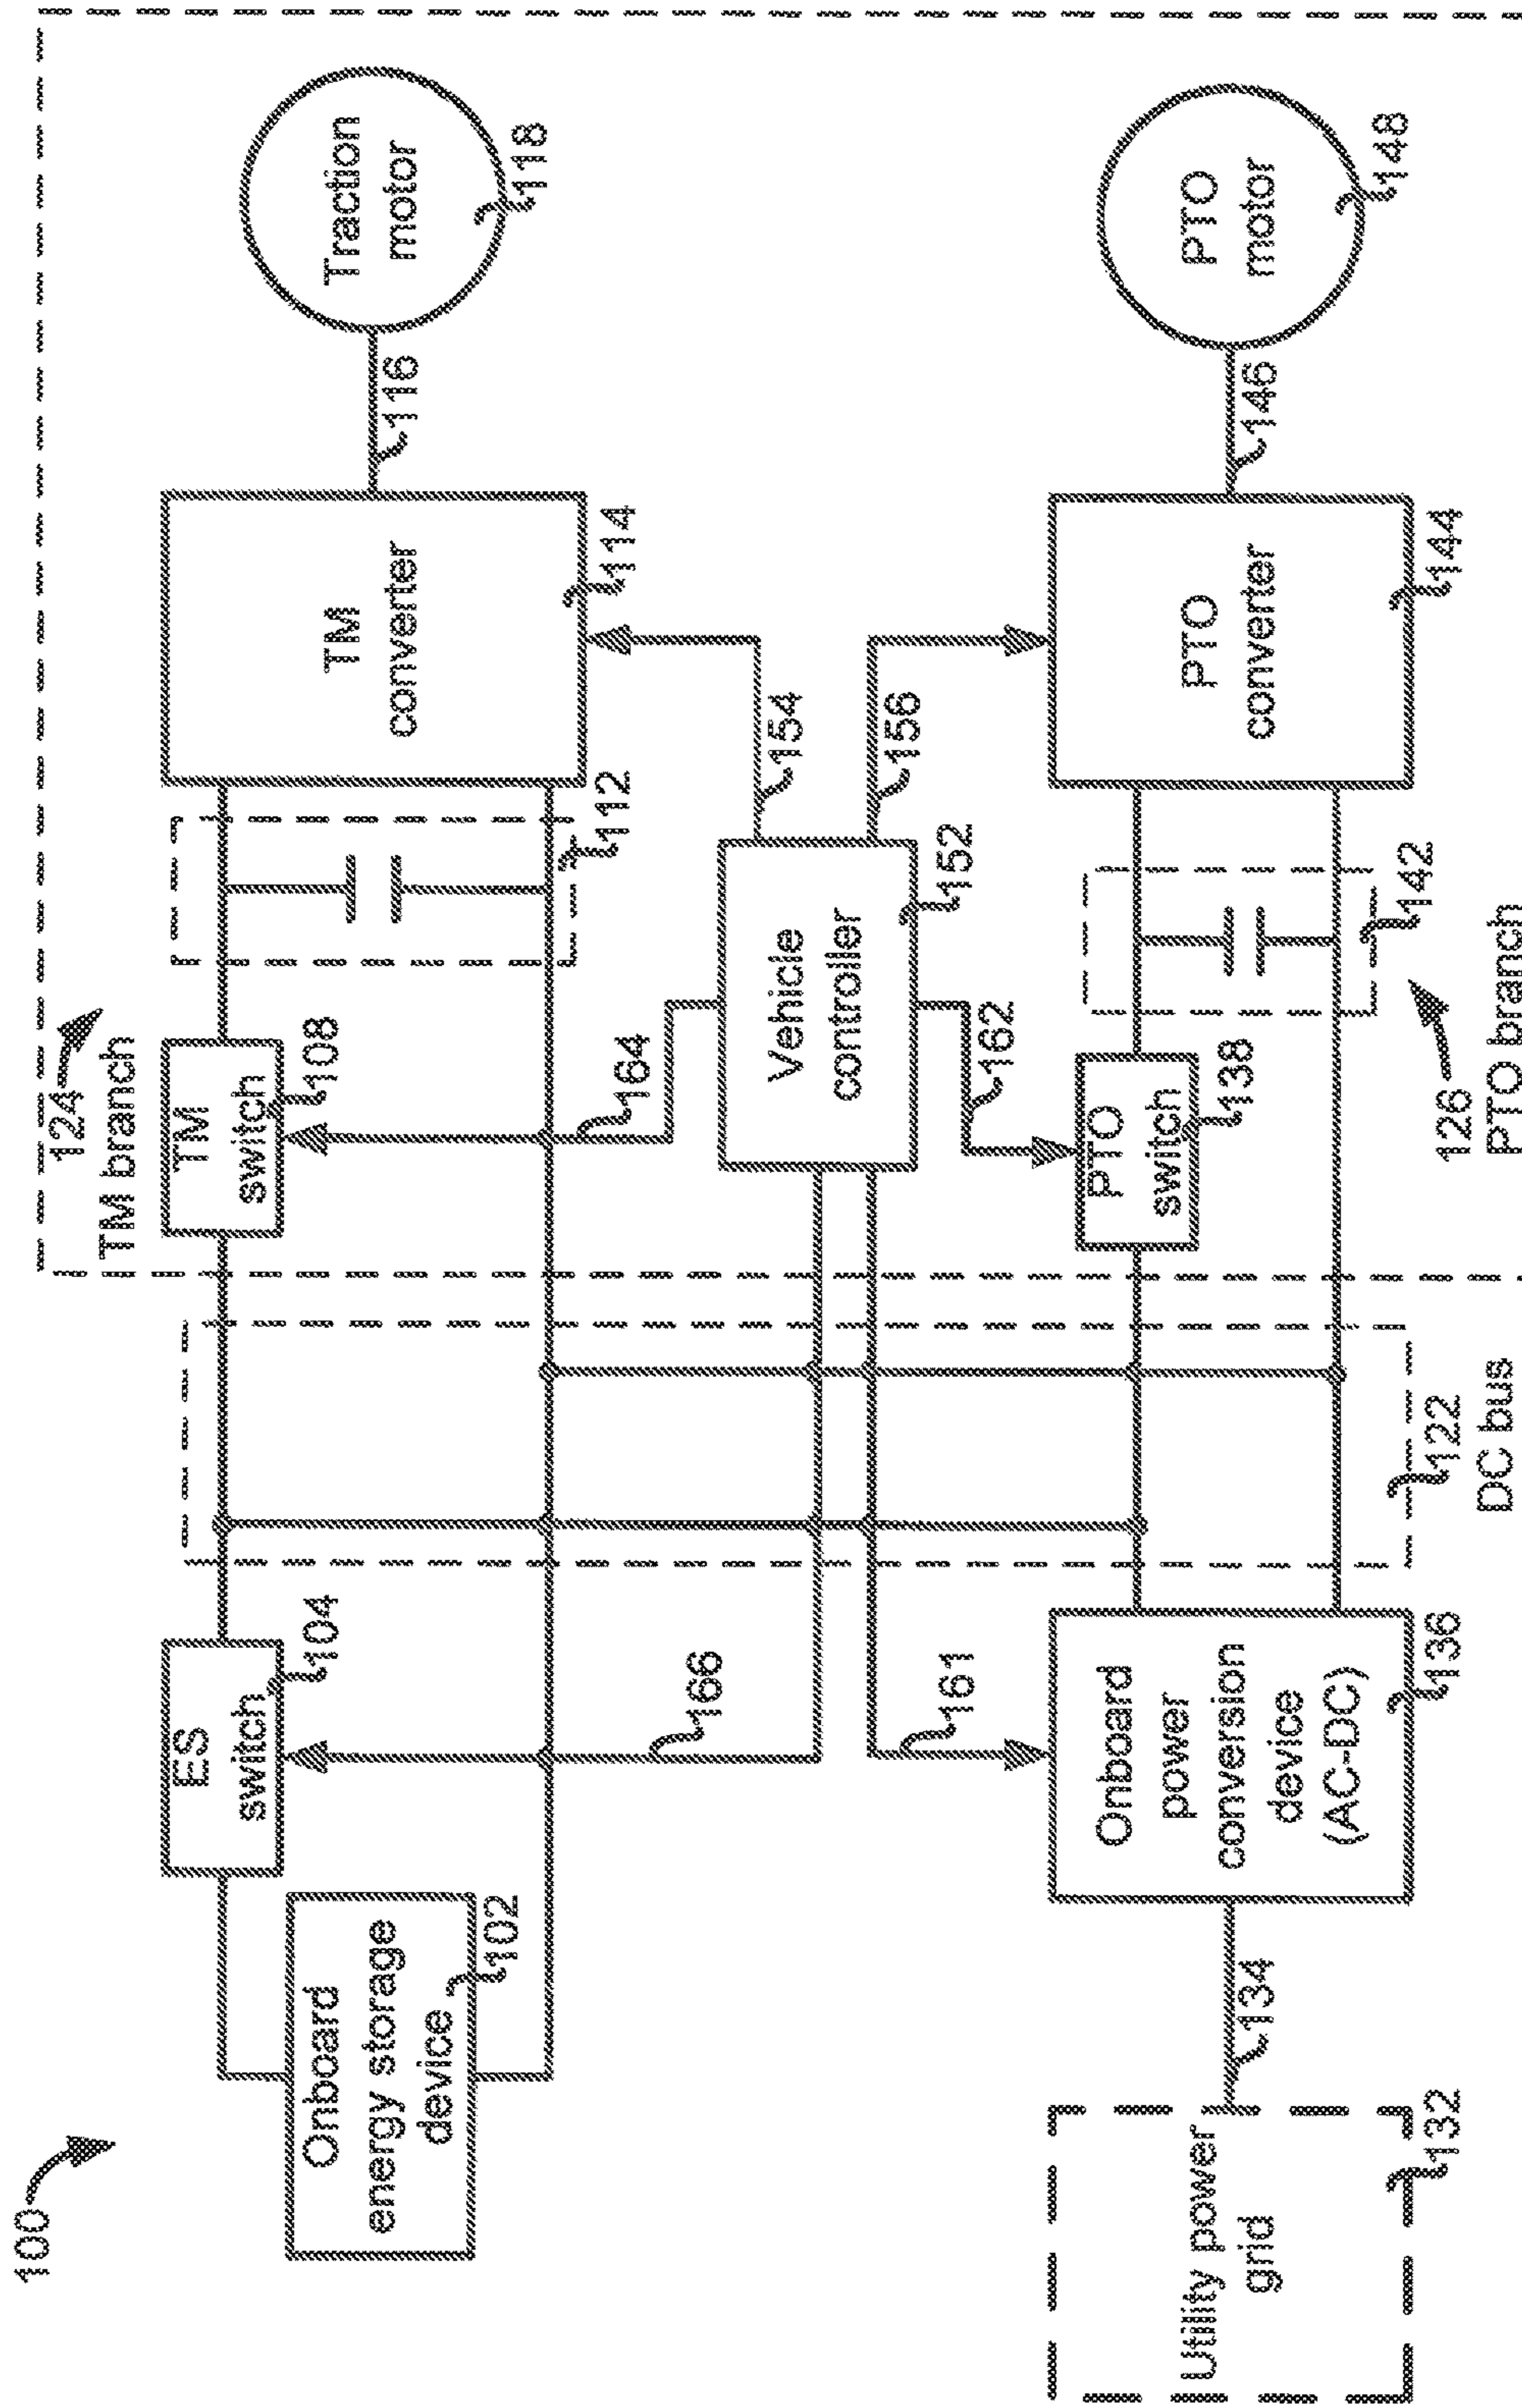 100
124
TM branch
Onboard
energy storage
device
102
ES
switch
104
TM
switch
108
112
TM
converter
114
116
Traction
motor
118
166
164
154
161
Vehicle
controller
152
162
156
Utility power
grid
132
134
Onboard
power
conversion
device
(AC-DC)
136
122
DC bus
PTO
switch
138
142
126
PTO branch
PTO
converter
144
146
PTO
motor
148